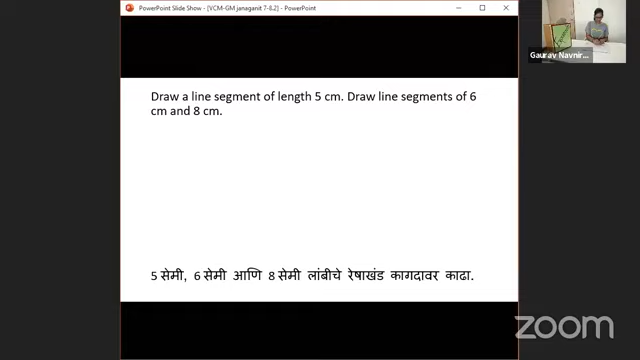 PowerPoint Slide Show - [VCM-GM janaganit 7-8.2] - PowerPoint
Gaurav Navnir...
Draw a line segment of length 5 cm. Draw line segments of 6
cm and 8 cm.
5 सेमी, 6 सेमी आणि 8 सेमी लांबीचे रेषाखंड कागदावर काढा.
zoom